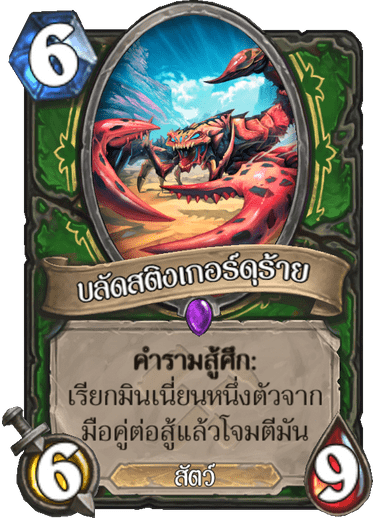 6
บลัดสติงเกอร์ดุร้าย
คำรามสู้ศึก:
เรียกมินเนี่ยนหนึ่งตัวจาก
มือคู่ต่อสู้แล้วโจมตีมัน
6
สัตว์
9